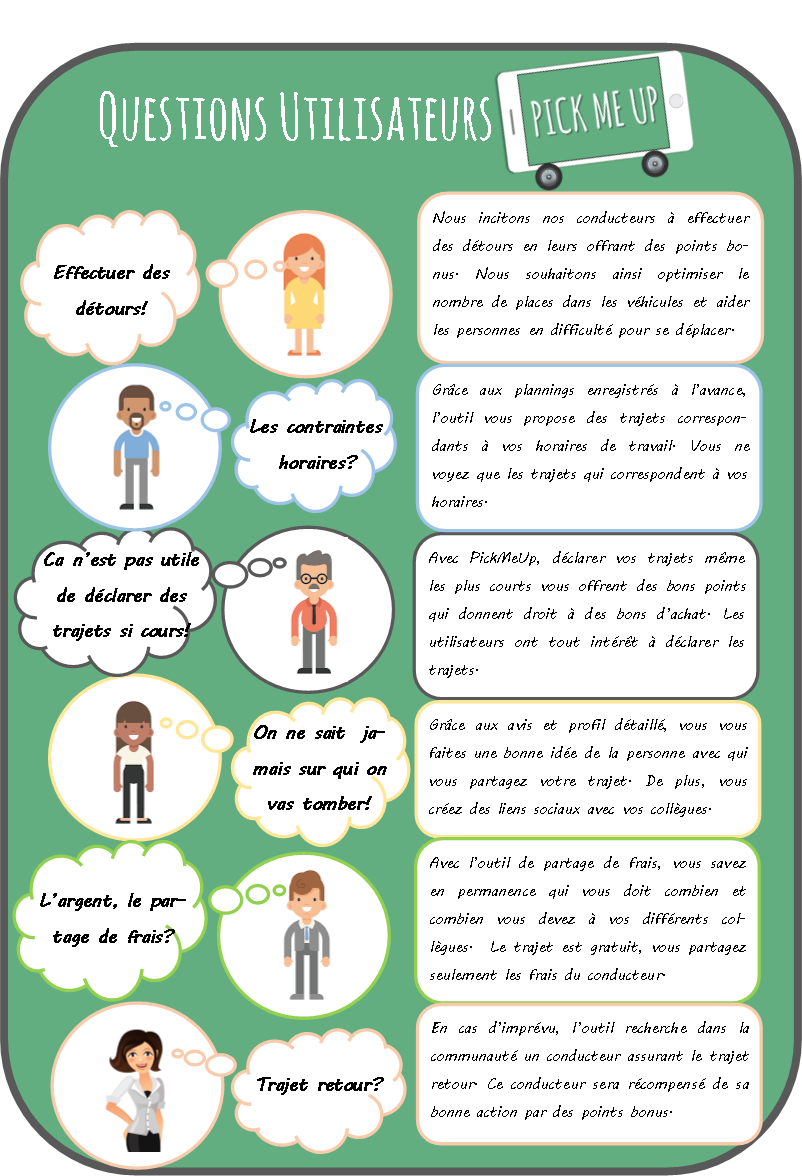 Questions Utilisateurs
PICK ME UP
Effectuer des
détours!
Nous incitons nos conducteurs à effectuer
des détours en leurs offrant des points bo-
nus. Nous souhaitons ainsi optimiser le
nombre de places dans les véhicules et aider
les personnes en difficulté pour se déplacer.
Les contraintes
horaires?
Grâce aux plannings enregistrés à l'avance,
l'outil vous propose des trajets correspon-
dants à vos horaires de travail. Vous ne
voyez que les trajets qui correspondent à vos
horaires.
Ca n'est pas utile
de déclarer des
trajets si cours!
Avec PickMeUp, déclarer vos trajets même
les plus courts vous offrent des bons points
qui donnent droit à des bons d'achat. Les
utilisateurs ont tout intérêt à déclarer les
trajets.
On ne sait ja-
mais sur qui on
vas tomber!
Grâce aux avis et profil détaillé, vous vous
faites une bonne idée de la personne avec qui
vous partagez votre trajet. De plus, vous
créez des liens sociaux avec vos collègues.
L'argent, le par-
tage de frais?
Avec l'outil de partage de frais, vous savez
en permanence qui vous doit combien et
combien vous devez à vos différents col-
lègues. Le trajet est gratuit, vous partagez
seulement les frais du conducteur.
Trajet retour?
En cas d'imprévu, l'outil recherche dans la
communauté un conducteur assurant le trajet
retour. Ce conducteur sera récompensé de sa
bonne action par des points bonus.